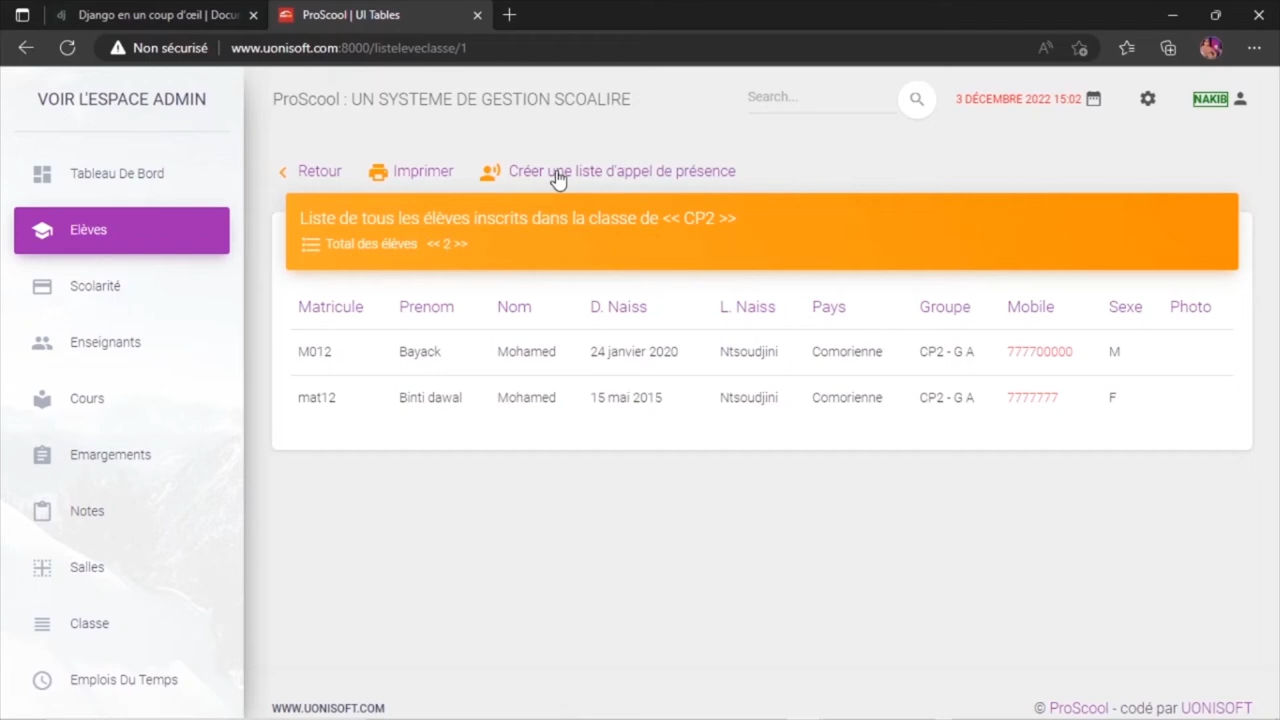 Django en un coup d'œil | Docu
ProScool | UI Tables
Non sécurisé
www.uonisoft.com:8000/listeleveclasse/1
VOIR L'ESPACE ADMIN
ProScool : UN SYSTEME DE GESTION SCOALIRE
Search...
3 DÉCEMBRE 2022 15:02
NAKIB
Tableau De Bord
Elèves
Scolarité
Enseignants
Cours
Emargements
Notes
Salles
Classe
Emplois Du Temps
Retour Imprimer Créer une liste d'appel de présence
Liste de tous les élèves inscrits dans la classe de << CP2 >>
Total des élèves << 2 >>
Matricule Prenom Nom D. Naiss L. Naiss Pays Groupe Mobile Sexe Photo
M012 Bayack Mohamed 24 janvier 2020 Ntsoudjini Comorienne CP2 - G A 777700000 M
mat12 Binti dawal Mohamed 15 mai 2015 Ntsoudjini Comorienne CP2 - G A 7777777 F
WWW.UONISOFT.COM
© ProScool - codé par UONISOFT